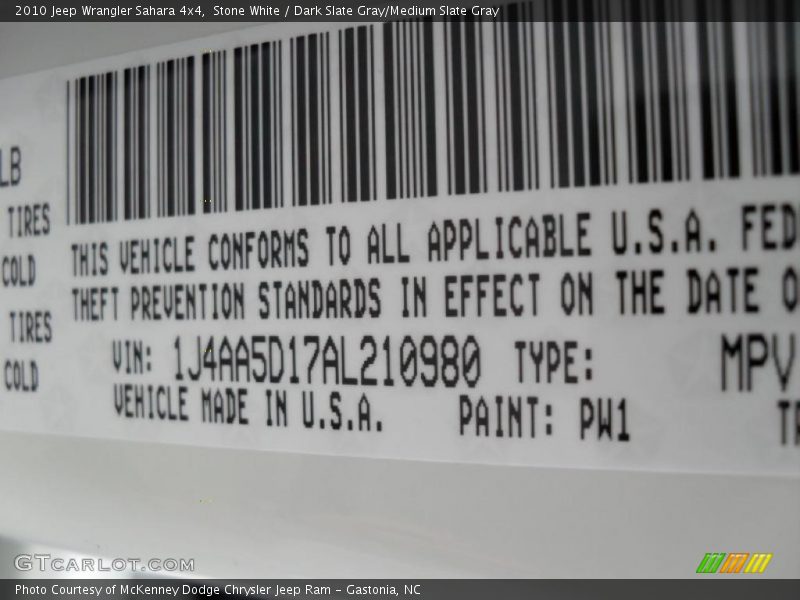 2010 Jeep Wrangler Sahara 4x4,  Stone White / Dark Slate Gray/Medium Slate Gray
LB
TIRES
COLD
TIRES
COLD
THIS VEHICLE CONFORMS TO ALL APPLICABLE U.S.A. FED
THEFT PREVENTION STANDARDS IN EFFECT ON THE DATE O
VIN: 1J4AA5D17AL210980 TYPE: MPV
VEHICLE MADE IN U.S.A. PAINT: PW1 TR
GTCARLOT.COM
Photo Courtesy of McKenney Dodge Chrysler Jeep Ram - Gastonia, NC